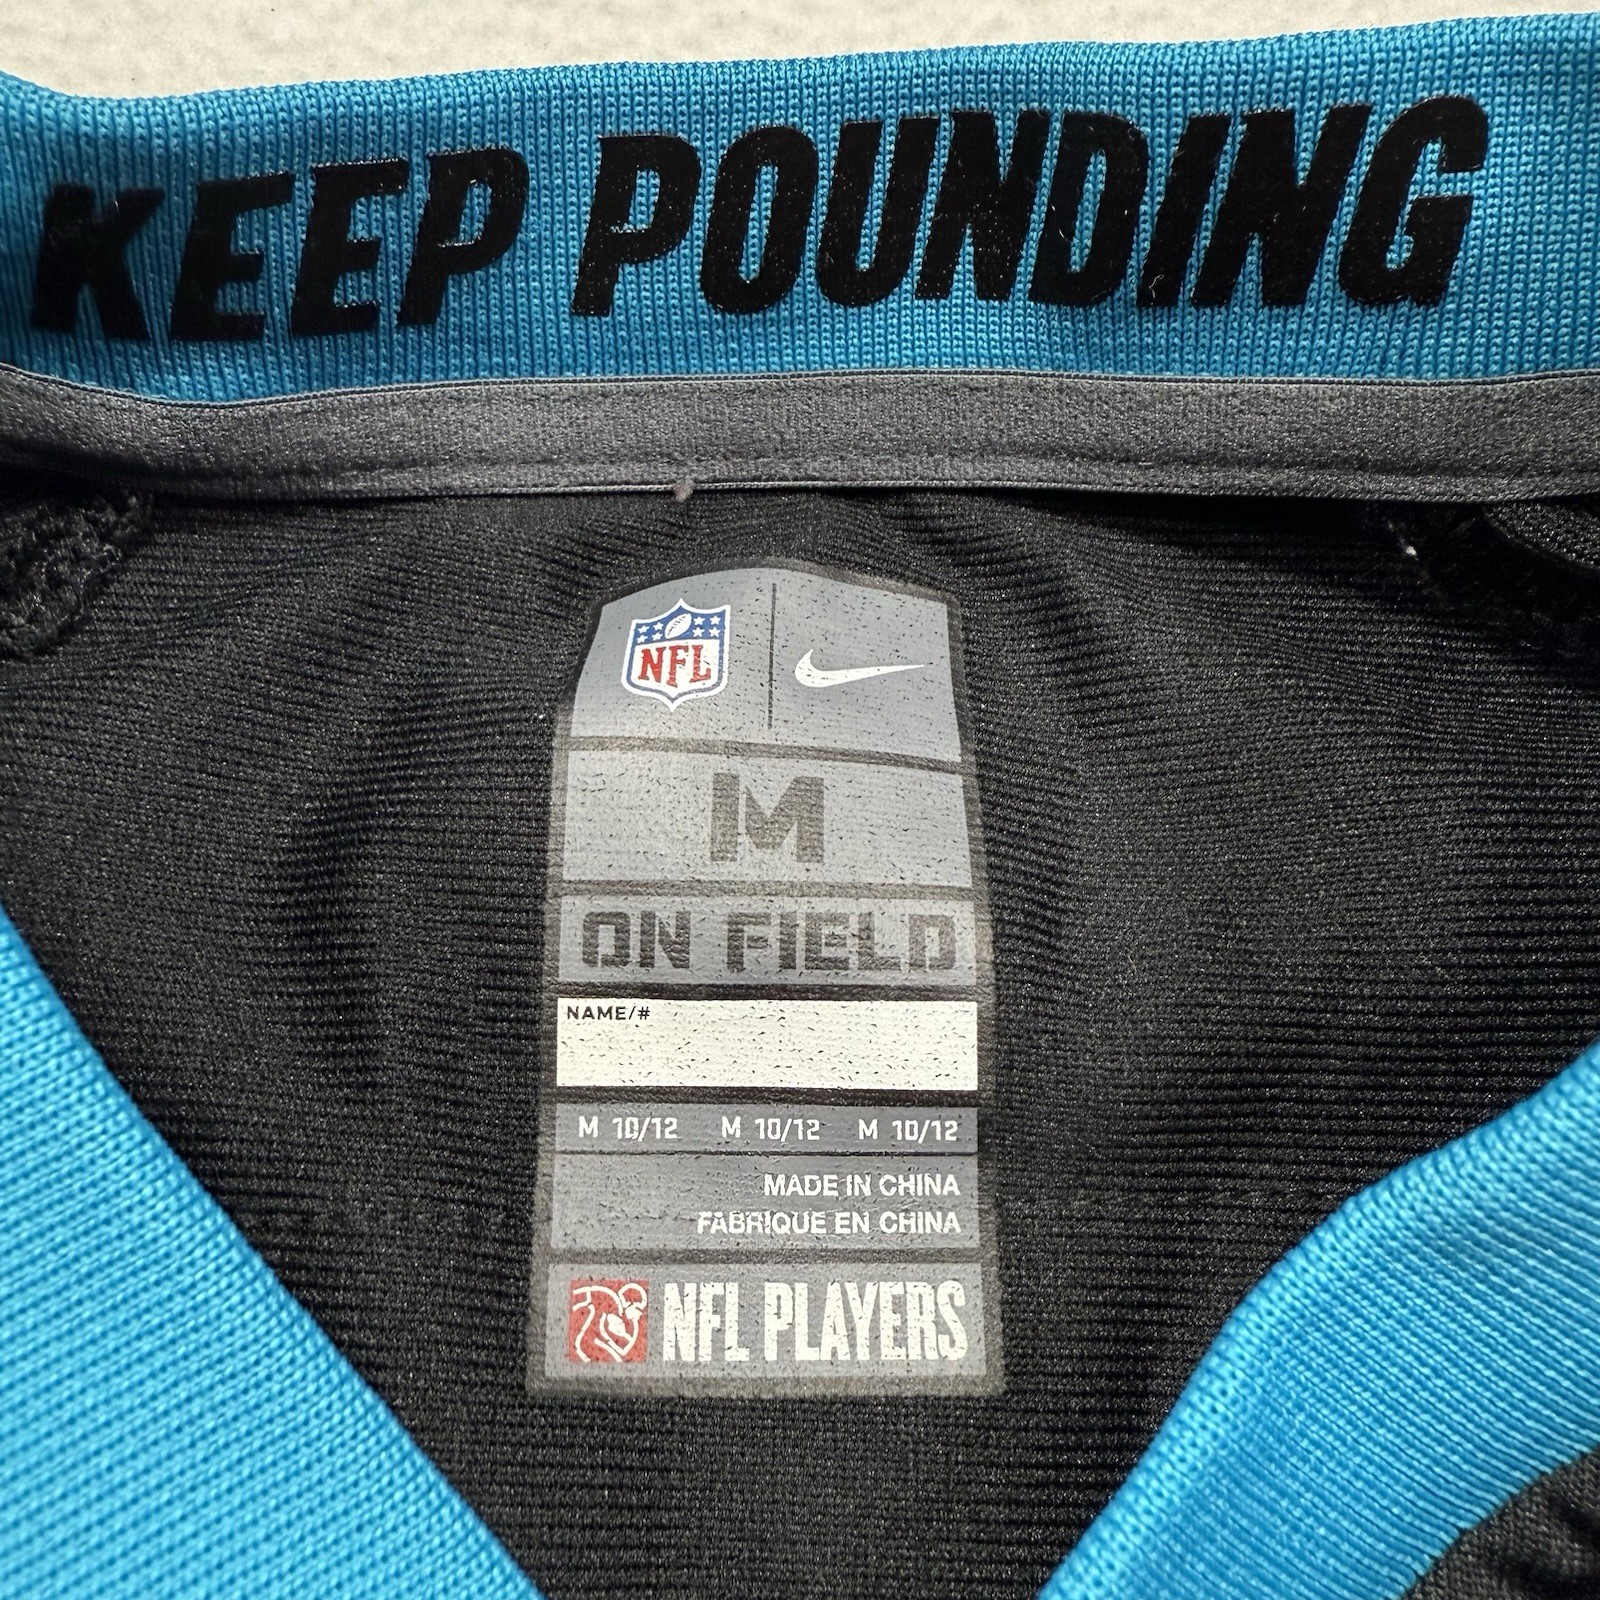 KEEP POUNDING
NFL
M
ON FIELD
NAME/#
M 10/12 M 10/12 M 10/12
MADE IN CHINA
FABRIQUE EN CHINA
NFL PLAYERS